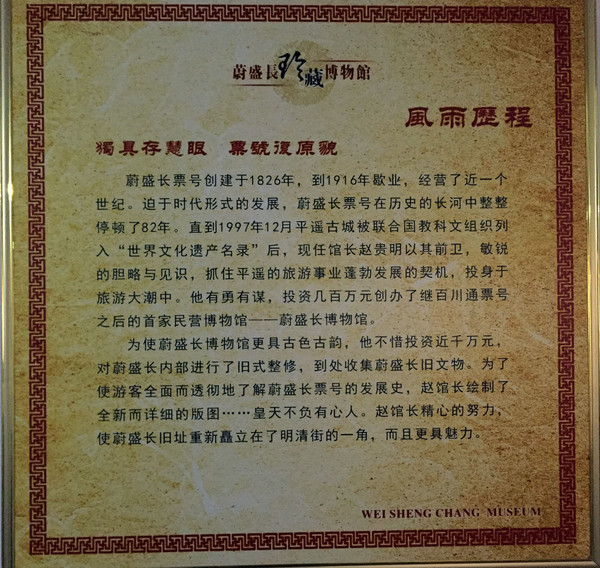 蔚盛長珍藏博物館
風雨歷程
獨具存慧眼　票號復原貌
蔚盛长票号创建于1826年，到1916年歇业，经营了近一个
世纪。迫于时代形式的发展，蔚盛长票号在历史的长河中整整
停顿了82年。直到1997年12月平遥古城被联合国教科文组织列
入“世界文化遗产名录”后，现任馆长赵贵明以其前卫，敏锐
的胆略与见识，抓住平遥的旅游事业蓬勃发展的契机，投身于
旅游大潮中。他有勇有谋，投资几百万元创办了继百川通票号
之后的首家民营博物馆——蔚盛长博物馆。
为使蔚盛长博物馆更具古色古韵，他不惜投资近千万元，
对蔚盛长内部进行了旧式整修，到处收集蔚盛长旧文物。为了
使游客全面而透彻地了解蔚盛长票号的发展史，赵馆长绘制了
全新而详细的版图……皇天不负有心人。赵馆长精心的努力，
使蔚盛长旧址重新矗立在了明清街的一角，而且更具魅力。
WEI SHENG CHANG MUSEUM